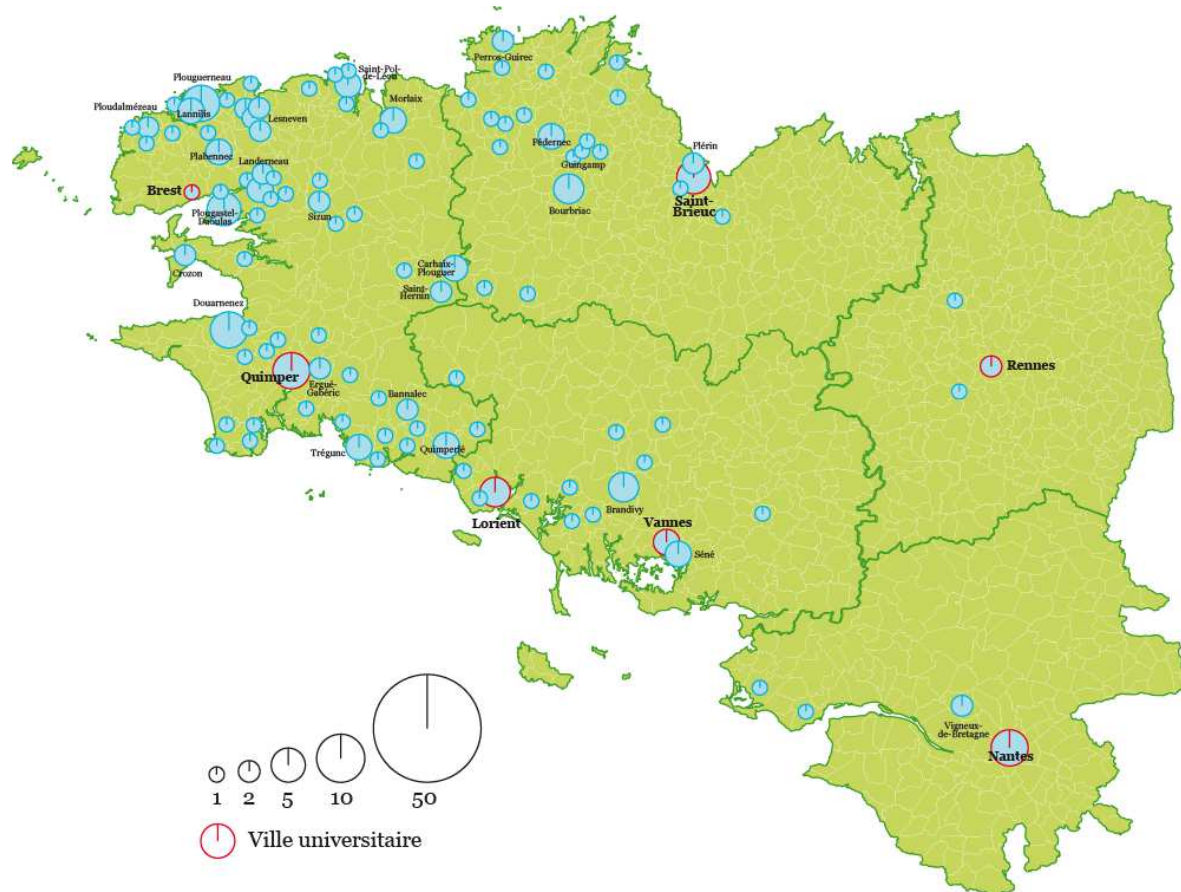 Perros-Guirec
Saint-Pol-
de-Léon
Plouguerneau
Ploudalmézeau
Lannilis
Lesneven
Morlaix
Plabennec
Landerneau
Pédernec
Guingamp
Plérin
Brest
Plougastel-
Daoulas
Sizun
Bourbriac
Saint-
Brieuc
Crozon
Carhaix-
Plouguer
Saint-
Hernin
Douarnenez
Quimper
Ergué-
Gabéric
Bannalec
Rennes
Trégunc
Quimperlé
Lorient
Brandivy
Vannes
Séné
Vigneux-
de-Bretagne
Nantes
1 2 5 10 50
Ville universitaire